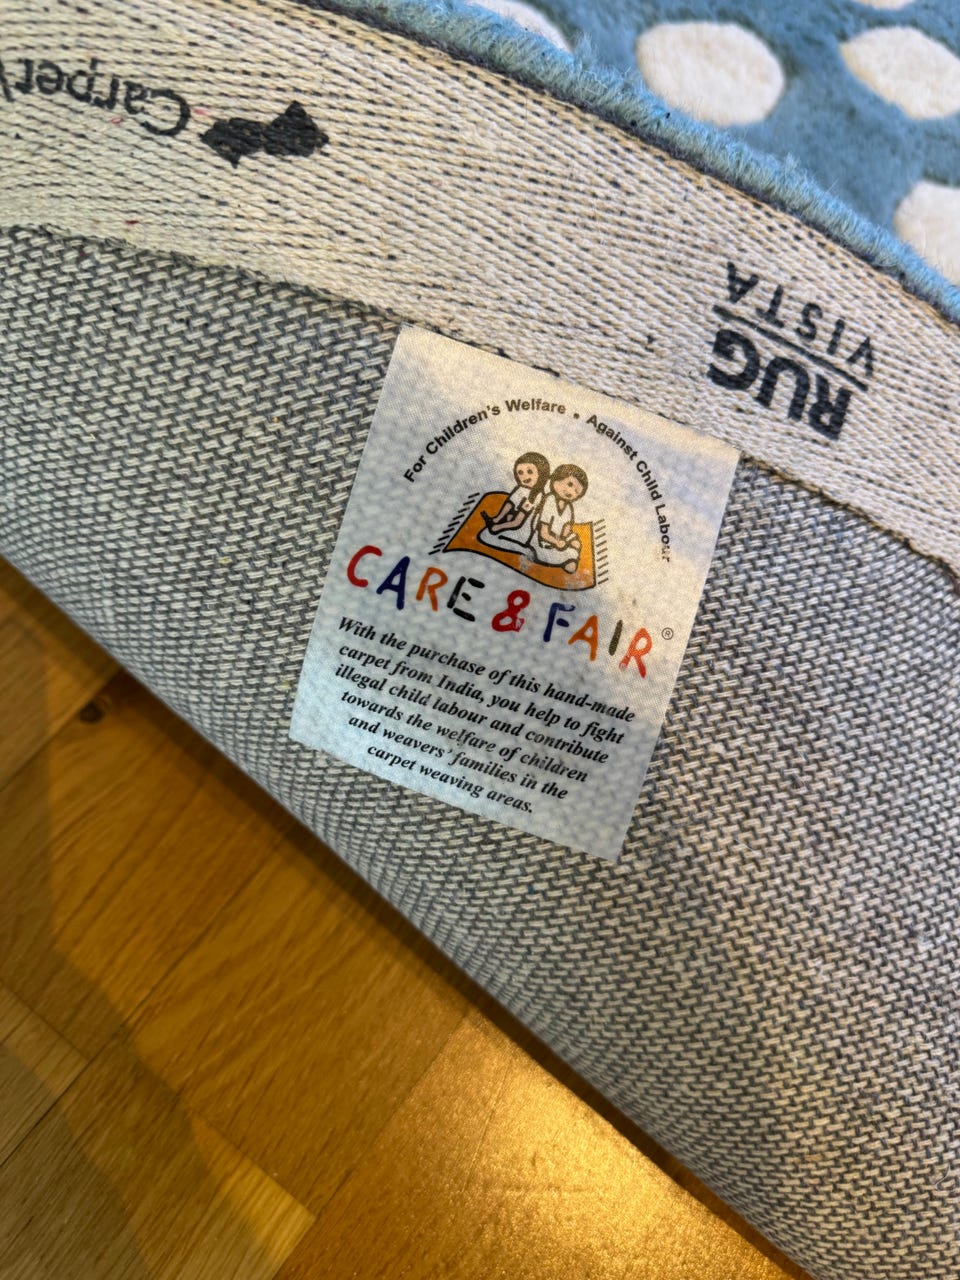 RUG
VISTA
For Children's Welfare • Against Child Labour
CARE & FAIR®
With the purchase of this hand-made
carpet from India, you help to fight
illegal child labour and contribute
towards the welfare of children
and weavers' families in the
carpet weaving areas.